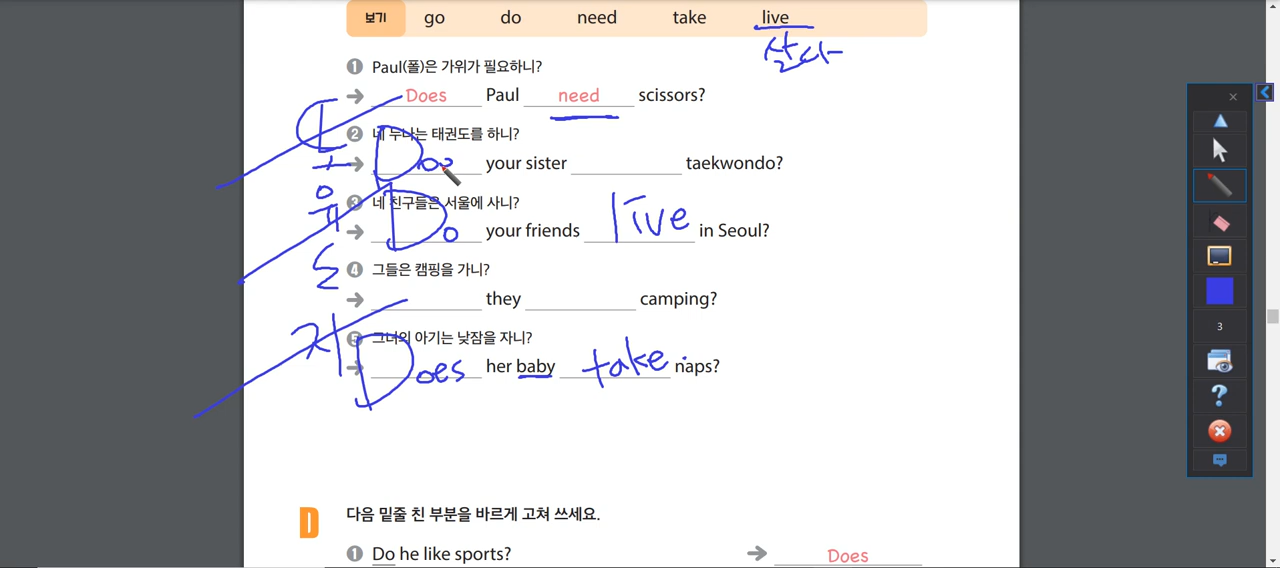 보기 go do need take live
산다
1 Paul(폴)은 가위가 필요하니?
→ Does Paul need scissors?
2 네 누나는 태권도를 하니?
→ Do your sister taekwondo?
3 네 친구들은 서울에 사니?
→ Do your friends live in Seoul?
4 그들은 캠핑을 가니?
→ they camping?
5 그녀의 아기는 낮잠을 자니?
→ Does her baby take naps?
D 다음 밑줄 친 부분을 바르게 고쳐 쓰세요.
1 Do he like sports? → Does
3